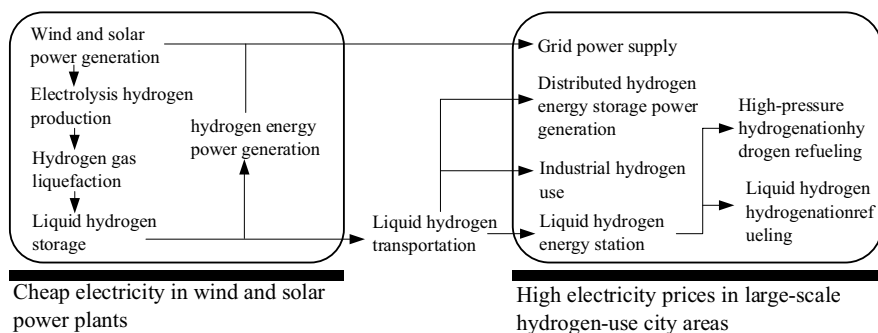 Wind and solar
power generation
Electrolysis hydrogen
production
Hydrogen gas
liquefaction
Liquid hydrogen
storage
hydrogen energy
power generation
Liquid hydrogen
transportation
Grid power supply
Distributed hydrogen
energy storage power
generation
Industrial hydrogen
use
Liquid hydrogen
energy station
High-pressure
hydrogenationhy
drogen refueling
Liquid hydrogen
hydrogenationref
ueling
Cheap electricity in wind and solar
power plants
High electricity prices in large-scale
hydrogen-use city areas